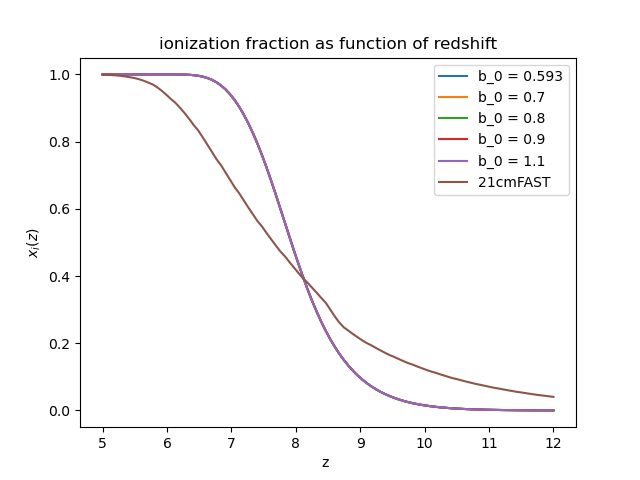 ionization fraction as function of redshift
b_0 = 0.593
b_0 = 0.7
b_0 = 0.8
b_0 = 0.9
b_0 = 1.1
21cmFAST
1.0
0.8
0.6
0.4
0.2
0.0
x_i(z)
5 6 7 8 9 10 11 12
z